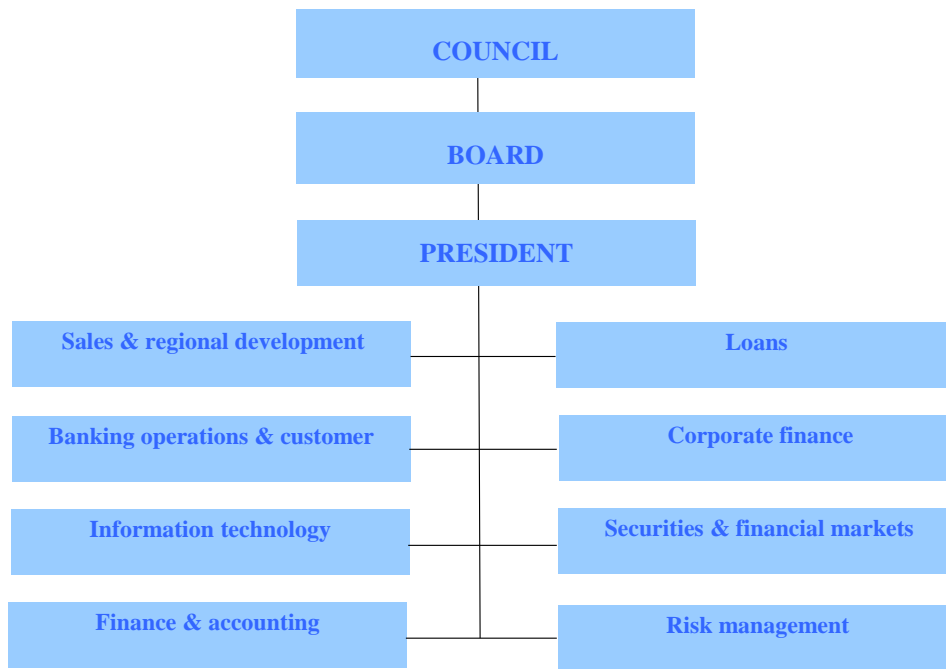 COUNCIL
BOARD
PRESIDENT
Sales & regional development
Loans
Banking operations & customer
Corporate finance
Information technology
Securities & financial markets
Finance & accounting
Risk management